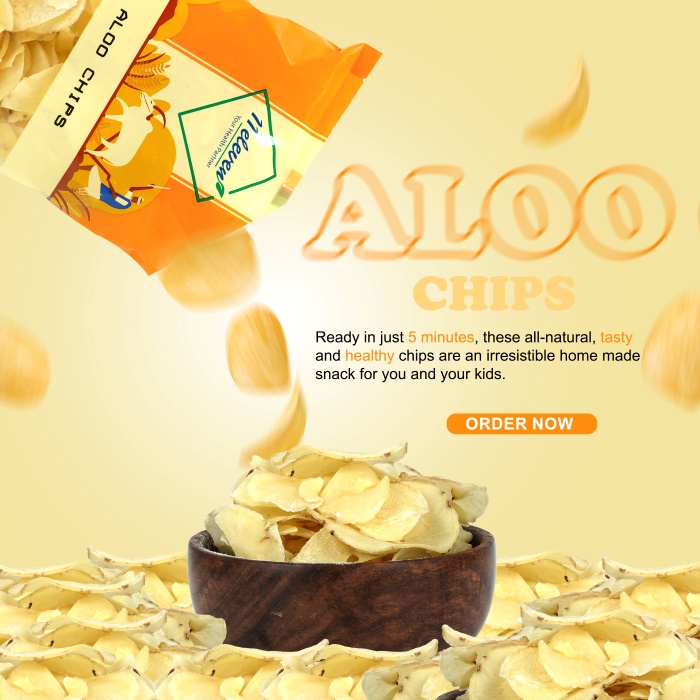 ALOO CHIPS
11eleven
Your Health Partner
ALOO
CHIPS
Ready in just 5 minutes, these all-natural, tasty
and healthy chips are an irresistible home made
snack for you and your kids.
ORDER NOW